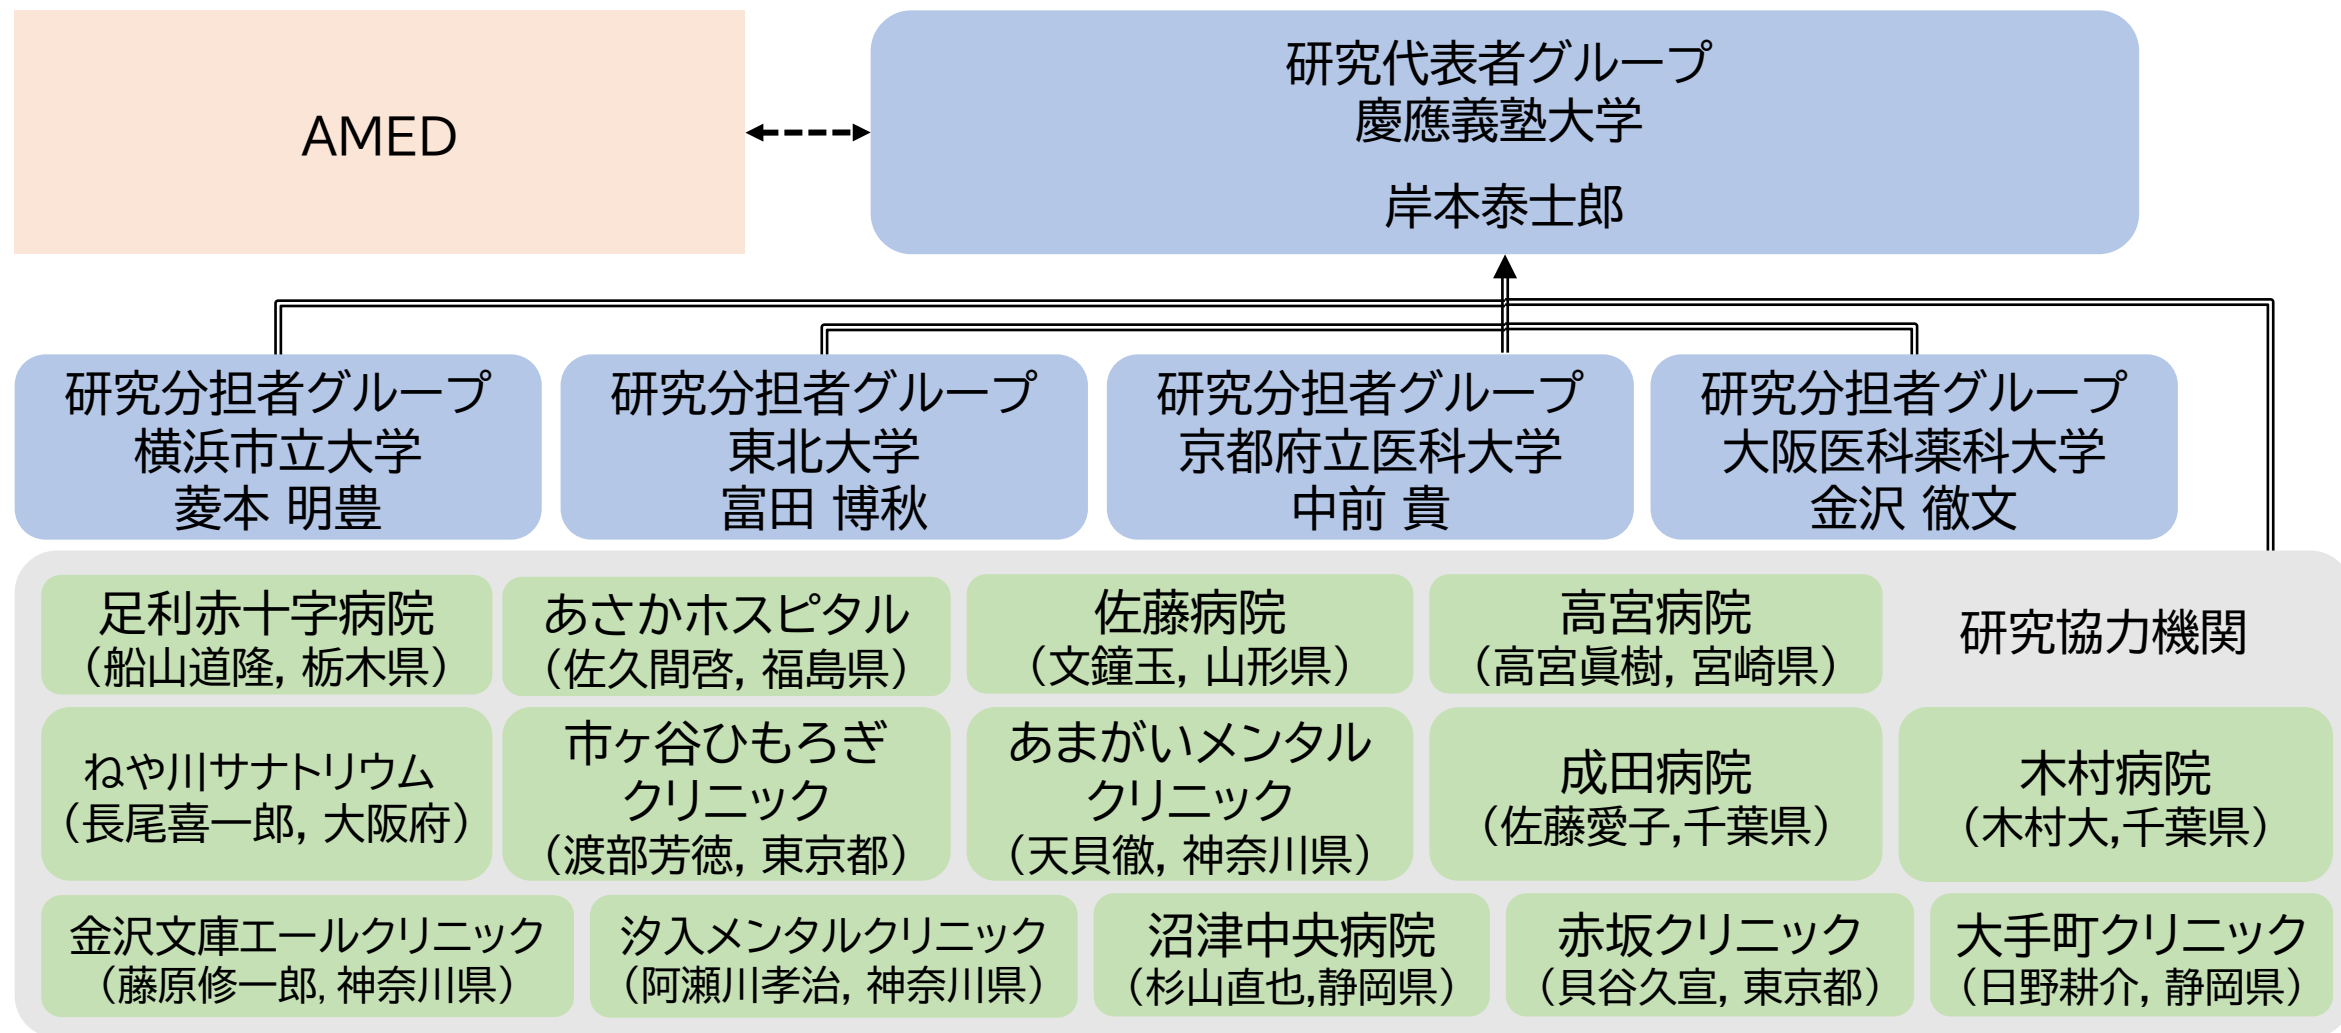 AMED
研究代表者グループ
慶應義塾大学
岸本泰士郎
研究分担者グループ
横浜市立大学
菱本 明豊
研究分担者グループ
東北大学
富田 博秋
研究分担者グループ
京都府立医科大学
中前 貴
研究分担者グループ
大阪医科薬科大学
金沢 徹文
足利赤十字病院
（船山道隆, 栃木県）
あさかホスピタル
（佐久間啓, 福島県）
佐藤病院
（文鐘玉, 山形県）
高宮病院
（高宮眞樹, 宮崎県）
研究協力機関
ねや川サナトリウム
（長尾喜一郎, 大阪府）
市ヶ谷ひもろぎ
クリニック
（渡部芳徳, 東京都）
あまがいメンタル
クリニック
（天貝徹, 神奈川県）
成田病院
（佐藤愛子,千葉県）
木村病院
（木村大,千葉県）
金沢文庫エールクリニック
（藤原修一郎, 神奈川県）
汐入メンタルクリニック
（阿瀬川孝治, 神奈川県）
沼津中央病院
（杉山直也,静岡県）
赤坂クリニック
（貝谷久宣, 東京都）
大手町クリニック
（日野耕介, 静岡県）